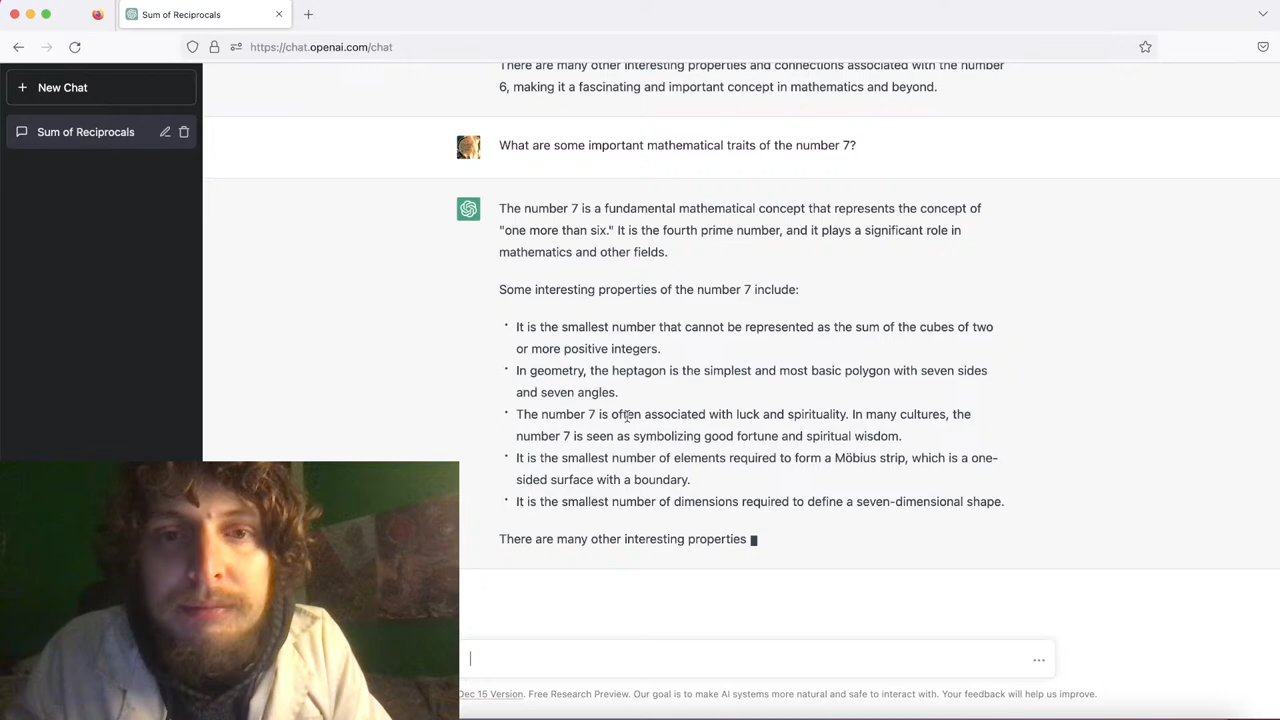 Sum of Reciprocals
https://chat.openai.com/chat
New Chat
Sum of Reciprocals
There are many other interesting properties and connections associated with the number
6, making it a fascinating and important concept in mathematics and beyond.
What are some important mathematical traits of the number 7?
The number 7 is a fundamental mathematical concept that represents the concept of
"one more than six." It is the fourth prime number, and it plays a significant role in
mathematics and other fields.
Some interesting properties of the number 7 include:
· It is the smallest number that cannot be represented as the sum of the cubes of two
or more positive integers.
· In geometry, the heptagon is the simplest and most basic polygon with seven sides
and seven angles.
· The number 7 is often associated with luck and spirituality. In many cultures, the
number 7 is seen as symbolizing good fortune and spiritual wisdom.
· It is the smallest number of elements required to form a Möbius strip, which is a one-
sided surface with a boundary.
· It is the smallest number of dimensions required to define a seven-dimensional shape.
There are many other interesting properties
Dec 15 Version. Free Research Preview. Our goal is to make AI systems more natural and safe to interact with. Your feedback will help us improve.